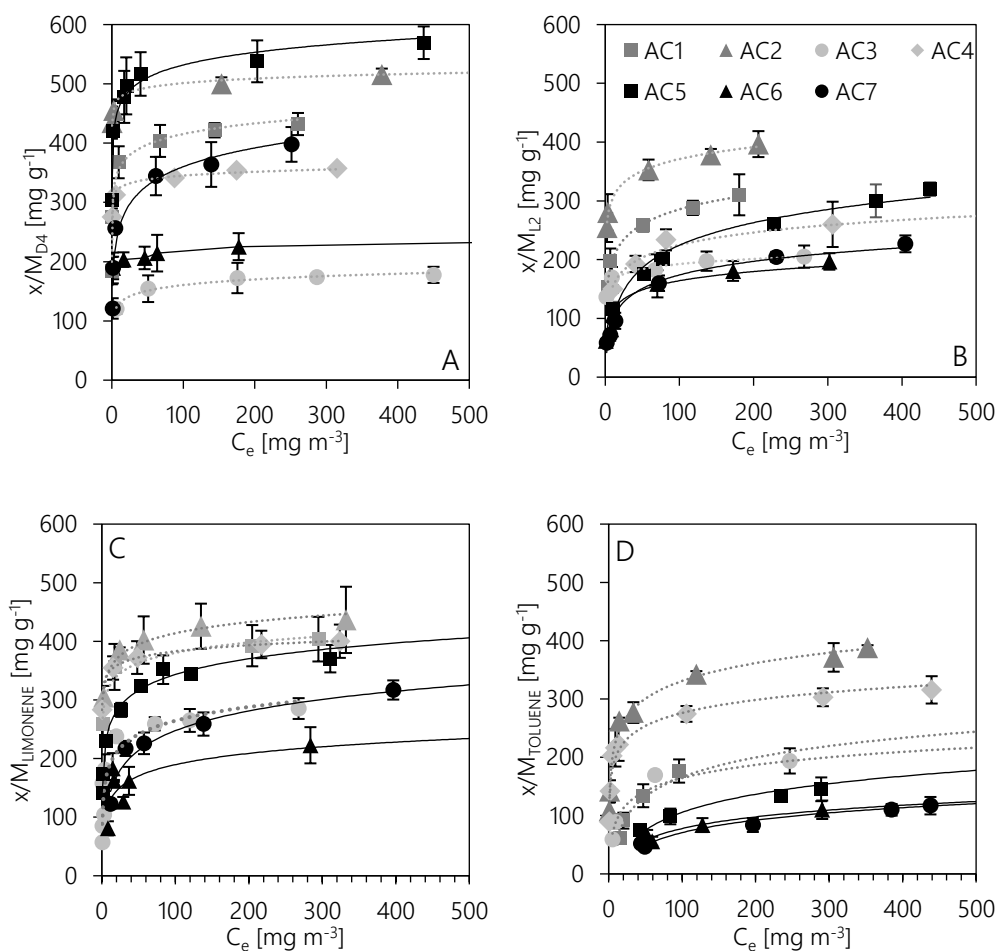 600
500
400
300
200
100
0
x/M_D4 [mg g⁻¹]
A
0 100 200 300 400 500
C_e [mg m⁻³]
600
500
400
300
200
100
0
x/M_L2 [mg g⁻¹]
AC1 AC2 AC3 AC4
AC5 AC6 AC7
B
0 100 200 300 400 500
C_e [mg m⁻³]
600
500
400
300
200
100
0
x/M_LIMONENE [mg g⁻¹]
C
0 100 200 300 400 500
C_e [mg m⁻³]
600
500
400
300
200
100
0
x/M_TOLUENE [mg g⁻¹]
D
0 100 200 300 400 500
C_e [mg m⁻³]